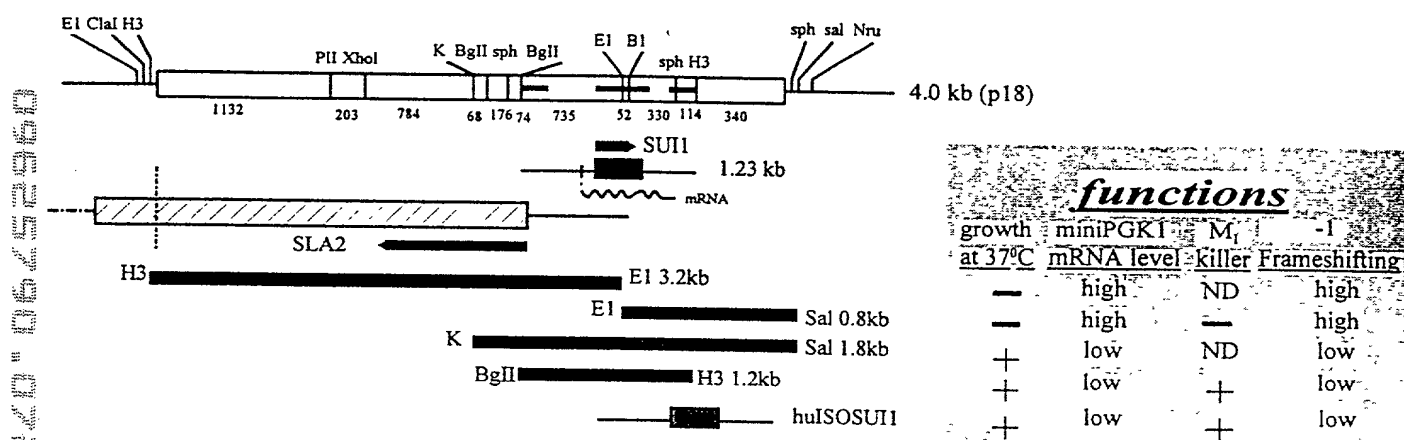 E1 ClaI H3
PII XhoI
K BgII sph BgII
E1 B1
sph H3
sph sal Nru
1132 203 784 68 176 74 735 52 330 114 340
4.0 kb (p18)
SUI1
1.23 kb
mRNA
SLA2
H3 E1 3.2kb
E1 Sal 0.8kb
K Sal 1.8kb
BgII H3 1.2kb
huISOSUI1
functions
growth miniPGK1 M₁ -1
at 37⁰C mRNA level killer Frameshifting
— high ND high
— high — high
+ low ND low
+ low + low
+ low + low